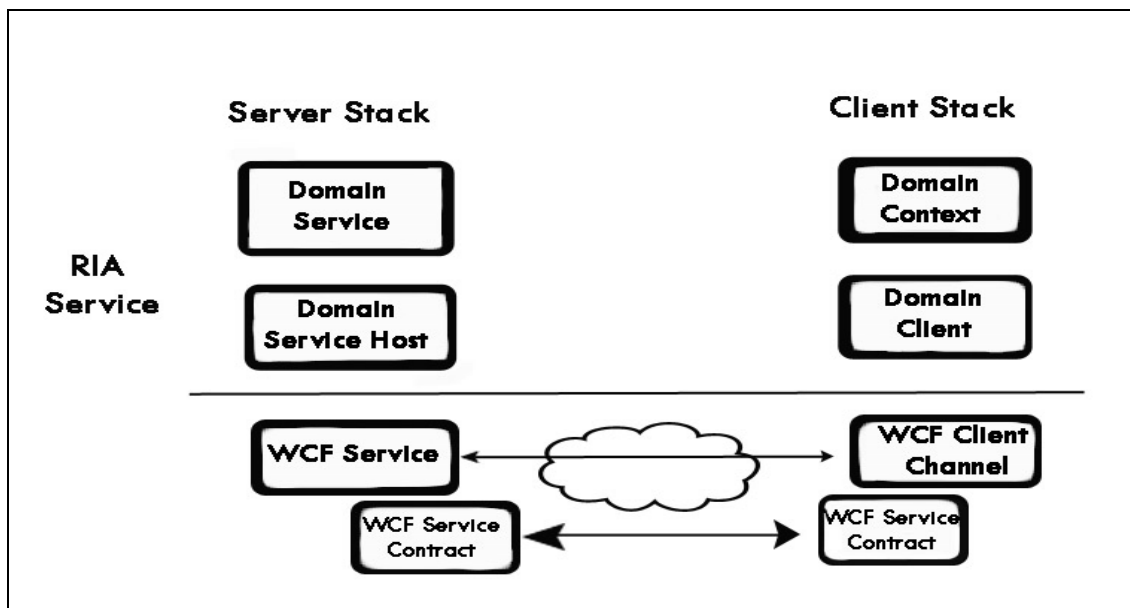 Server Stack
Client Stack
Domain
Service
Domain
Context
RIA
Service
Domain
Service Host
Domain
Client
WCF Service
WCF Client
Channel
WCF Service
Contract
WCF Service
Contract